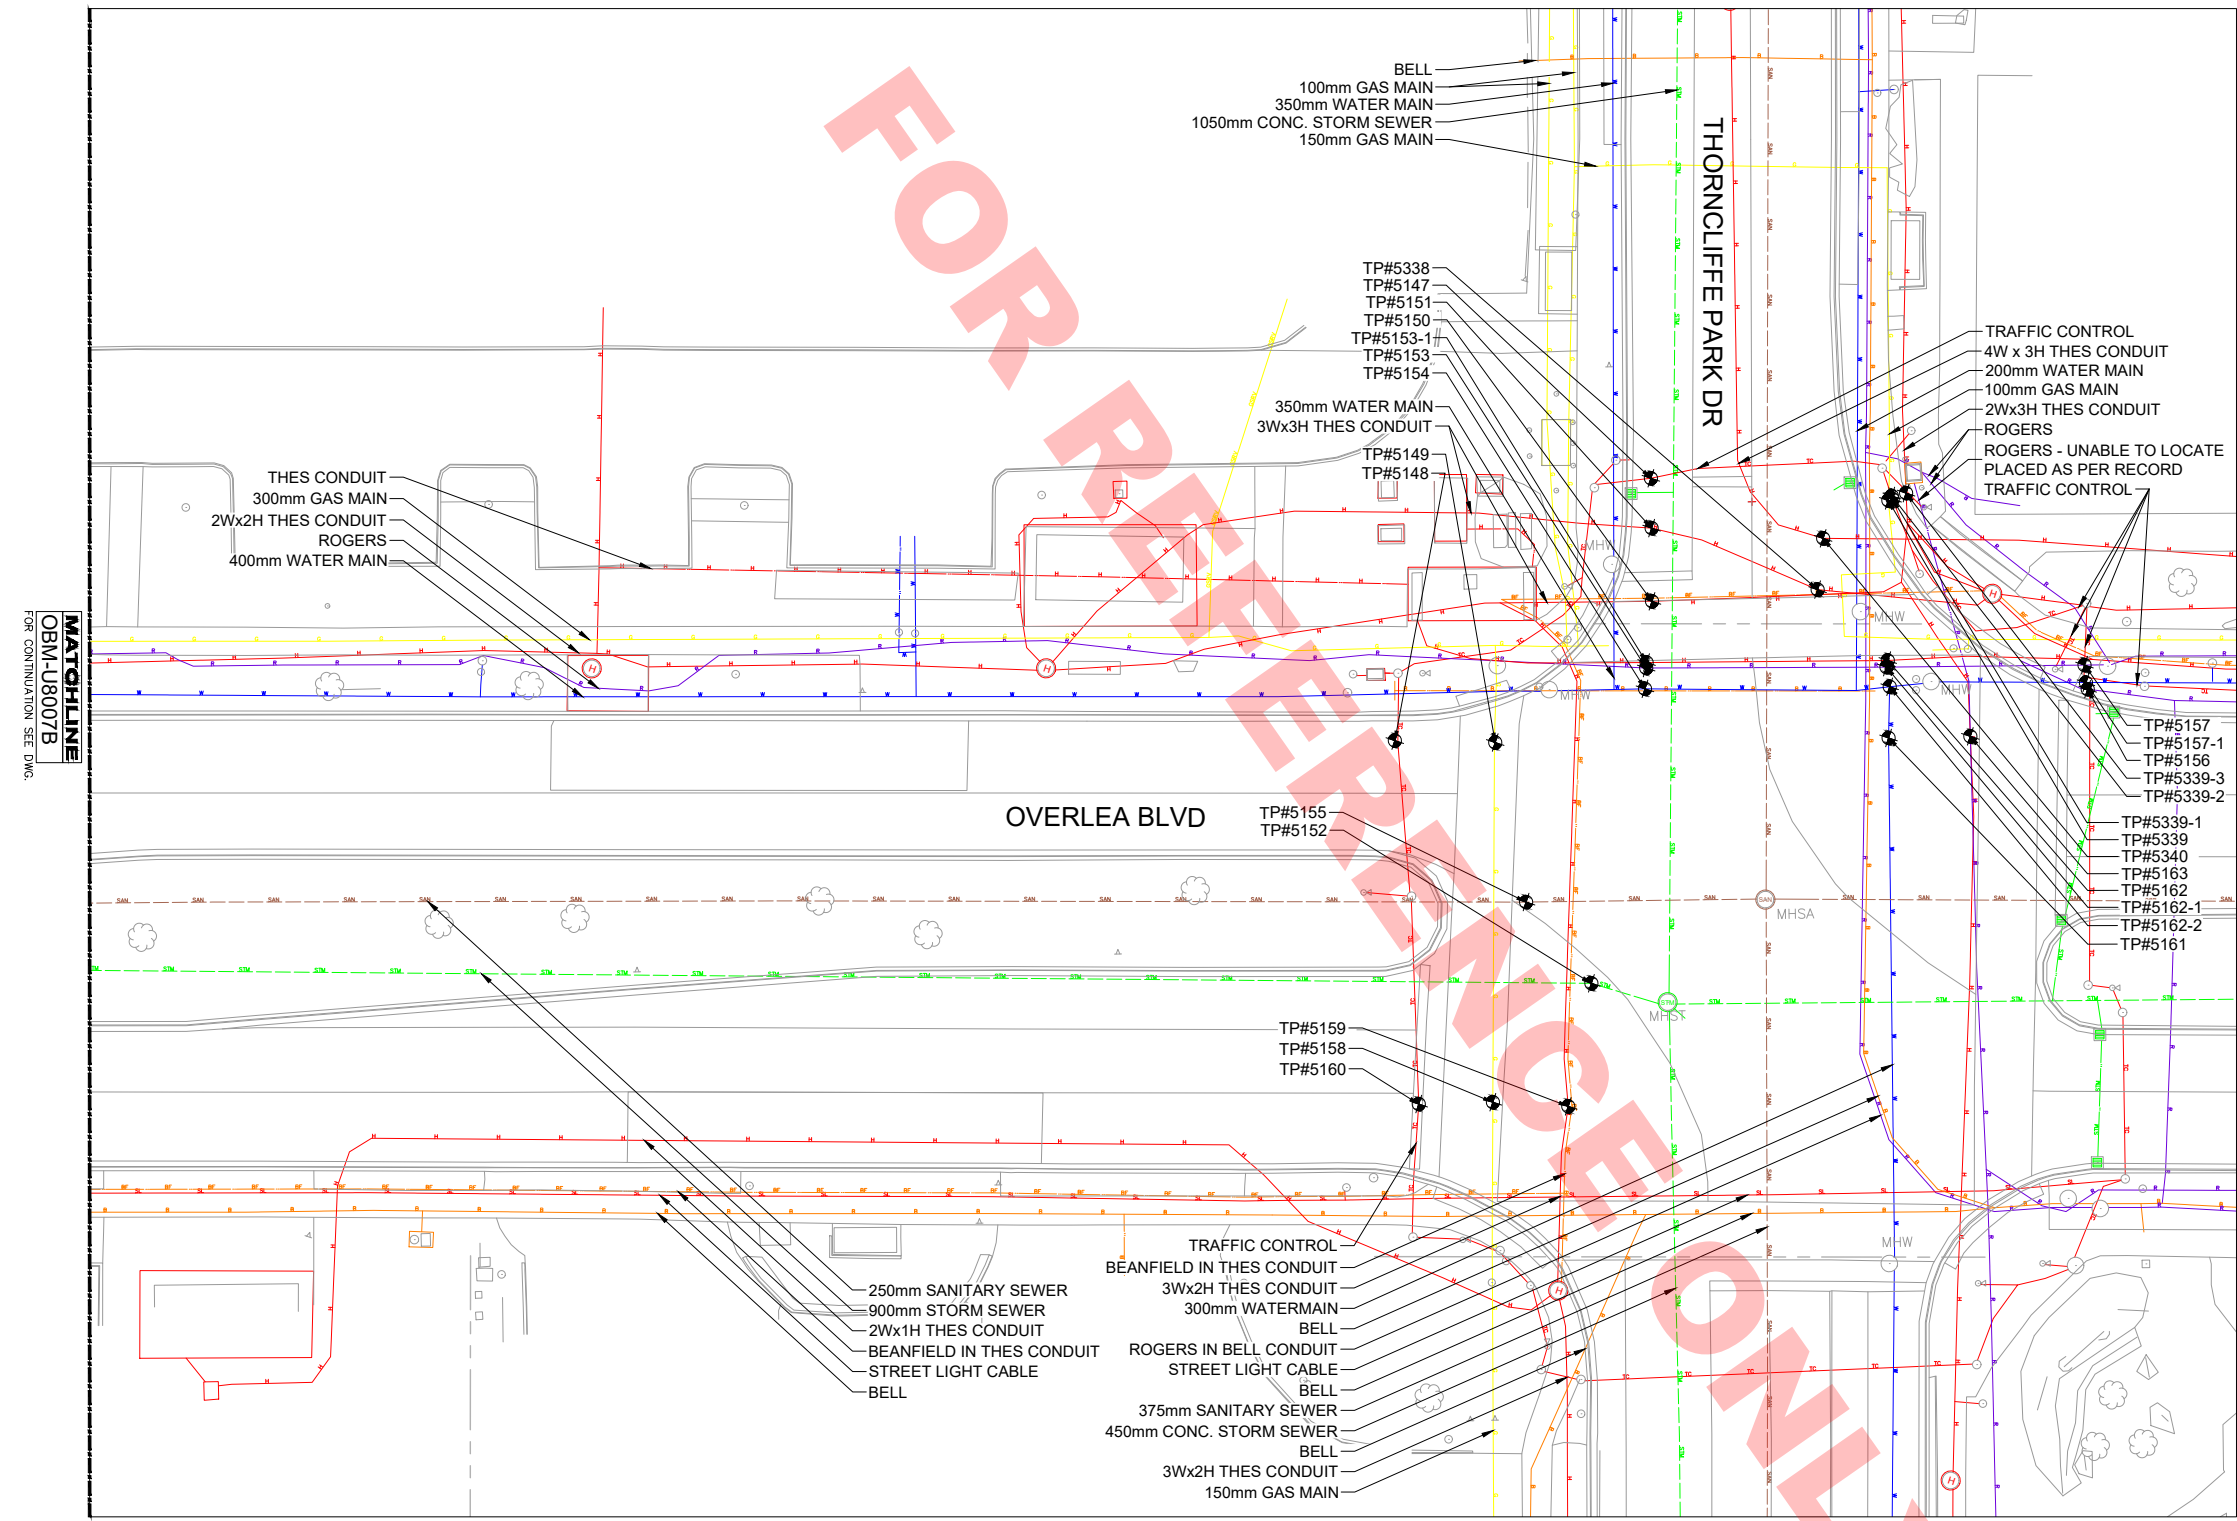 BELL
100mm GAS MAIN
350mm WATER MAIN
1050mm CONC. STORM SEWER
150mm GAS MAIN
THORNCLIFFE PARK DR
TP#5338
TP#5147
TP#5151
TP#5150
TP#5153-1
TP#5153
TP#5154
350mm WATER MAIN
3Wx3H THES CONDUIT
TP#5149
TP#5148
TRAFFIC CONTROL
4W x 3H THES CONDUIT
200mm WATER MAIN
100mm GAS MAIN
2Wx3H THES CONDUIT
ROGERS
ROGERS - UNABLE TO LOCATE
PLACED AS PER RECORD
TRAFFIC CONTROL
THES CONDUIT
300mm GAS MAIN
2Wx2H THES CONDUIT
ROGERS
400mm WATER MAIN
MATCHLINE
OBM-U8007B
FOR CONTINUATION SEE DWG.
MHW
MHW
MHW
MHW
OVERLEA BLVD
TP#5155
TP#5152
TP#5157
TP#5157-1
TP#5156
TP#5339-3
TP#5339-2
TP#5339-1
TP#5339
TP#5340
TP#5163
TP#5162
TP#5162-1
TP#5162-2
TP#5161
MHSA
MHST
TP#5159
TP#5158
TP#5160
MHW
250mm SANITARY SEWER
900mm STORM SEWER
2Wx1H THES CONDUIT
BEANFIELD IN THES CONDUIT
STREET LIGHT CABLE
BELL
TRAFFIC CONTROL
BEANFIELD IN THES CONDUIT
3Wx2H THES CONDUIT
300mm WATERMAIN
BELL
ROGERS IN BELL CONDUIT
STREET LIGHT CABLE
BELL
375mm SANITARY SEWER
450mm CONC. STORM SEWER
BELL
3Wx2H THES CONDUIT
150mm GAS MAIN
FOR REFERENCE ONLY